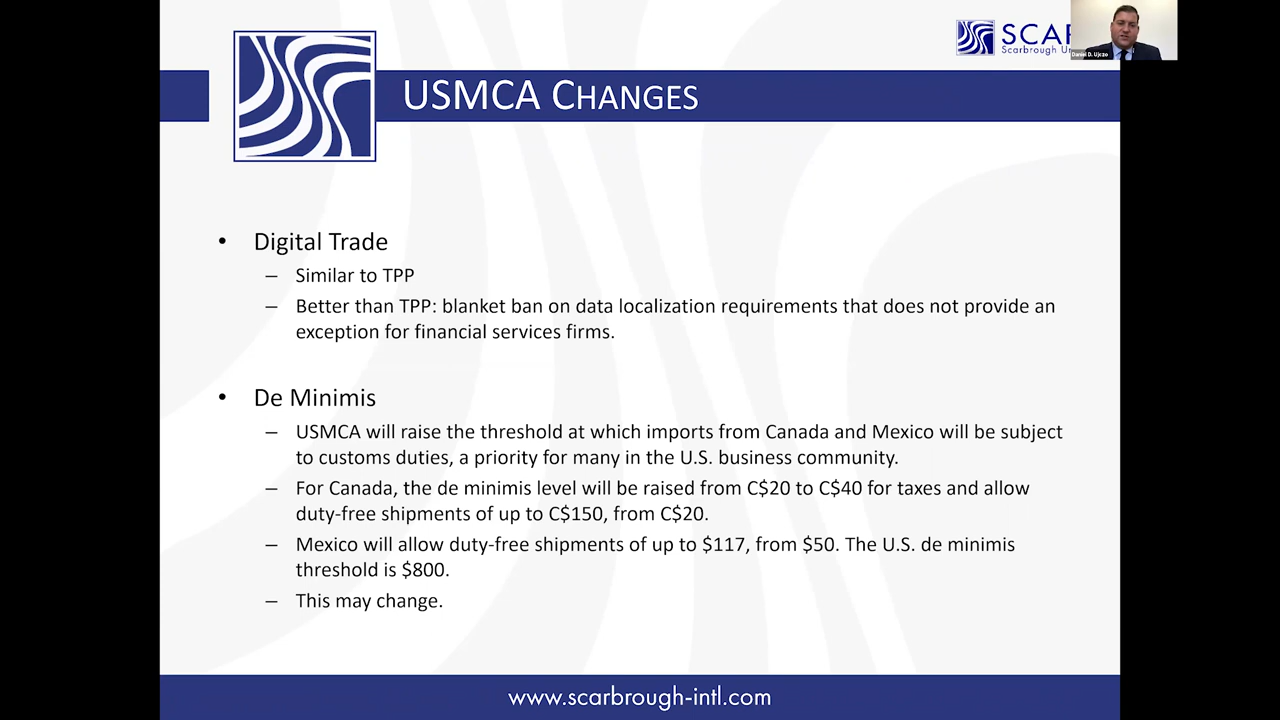 SCAR
Scarbrough
Daniel D. Ujczo
USMCA CHANGES
• Digital Trade
– Similar to TPP
– Better than TPP: blanket ban on data localization requirements that does not provide an
exception for financial services firms.
• De Minimis
– USMCA will raise the threshold at which imports from Canada and Mexico will be subject
to customs duties, a priority for many in the U.S. business community.
– For Canada, the de minimis level will be raised from C$20 to C$40 for taxes and allow
duty-free shipments of up to C$150, from C$20.
– Mexico will allow duty-free shipments of up to $117, from $50. The U.S. de minimis
threshold is $800.
– This may change.
www.scarbrough-intl.com